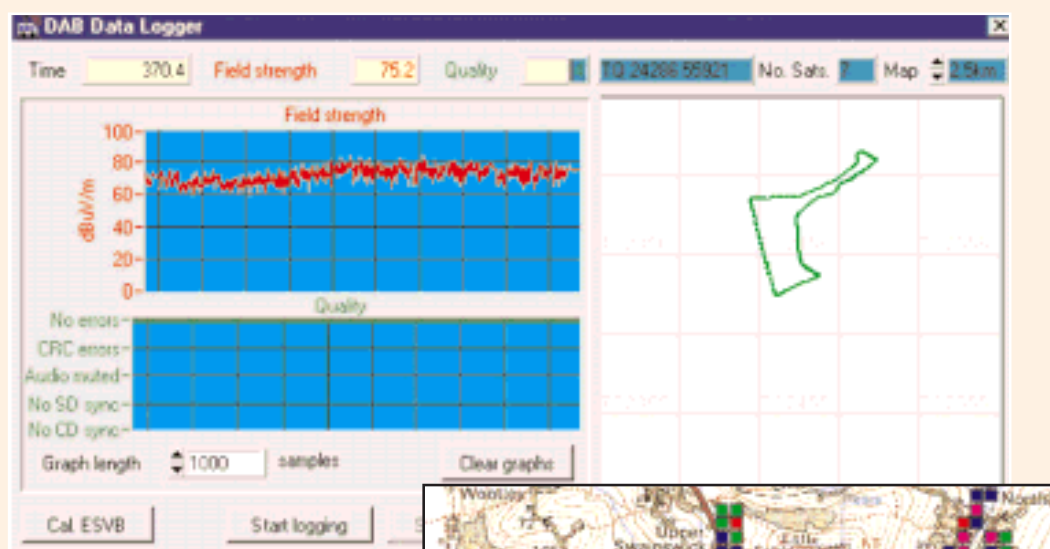 DAB Data Logger
Time 370.4 Field strength 75.2 Quality TQ 24286 55921 No. Sats. 7 Map 2.5km
Field strength
100
80
60
40
20
0
dBuV/m
Quality
No errors
CRC errors
Audio muted
No SD sync
No CD sync
Graph length 1000 samples Clear graphs
Cal. ESVB Start logging
Upper